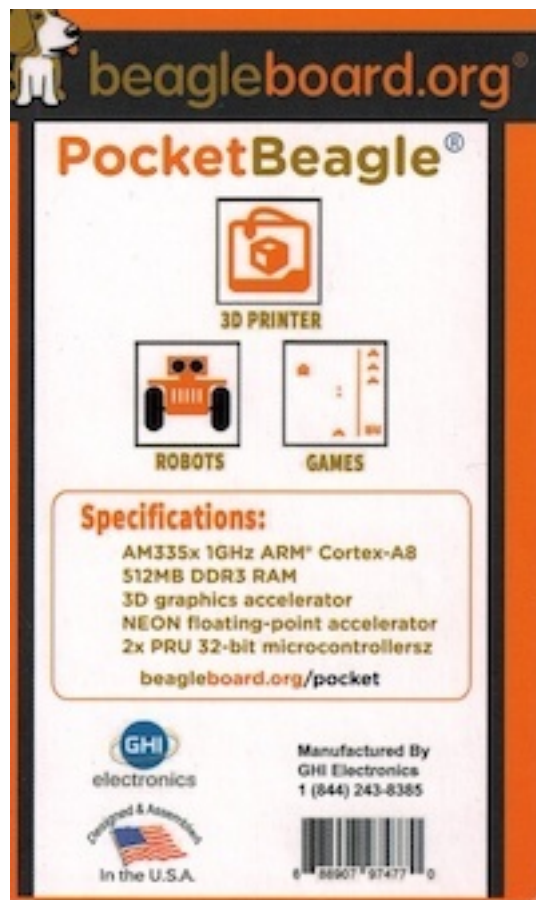 beagleboard.org®
PocketBeagle®
3D PRINTER
ROBOTS
GAMES
Specifications:
AM335x 1GHz ARM® Cortex-A8
512MB DDR3 RAM
3D graphics accelerator
NEON floating-point accelerator
2x PRU 32-bit microcontrollersz
beagleboard.org/pocket
GHI
electronics
Manufactured By
GHI Electronics
1 (844) 243-8385
Designed & Assembled
In the U.S.A.
6 86907 97477 0